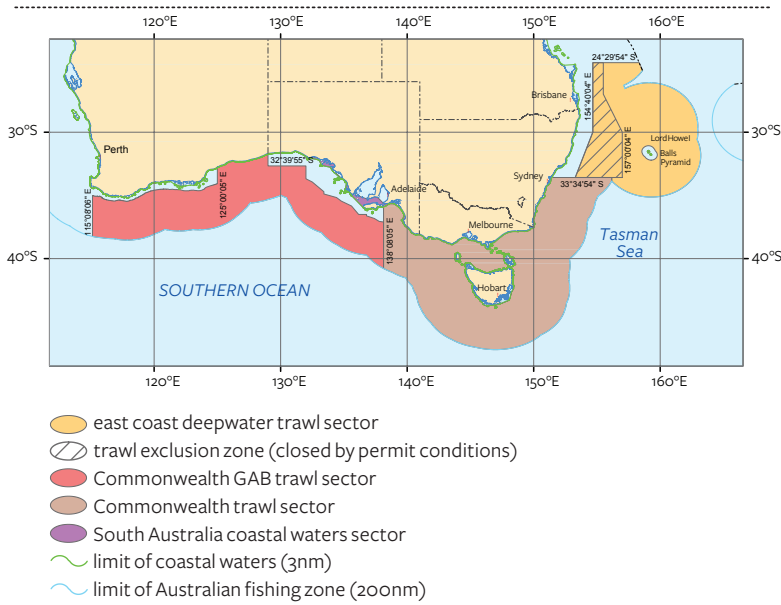 120°E 130°E 140°E 150°E 160°E
24°29'54" S
154°40'04" E
Brisbane
30°S 30°S
Perth
LordHowe I
Balls
Pyramid
157°00'04" E
32°39'55" S
Sydney
33°34'54" S
Adelaide
115°08'06" E
125°00'05" E
138°08'05" E
Melbourne
Tasman
Sea
40°S 40°S
SOUTHERN OCEAN
Hobart
120°E 130°E 140°E 150°E 160°E
east coast deepwater trawl sector
trawl exclusion zone (closed by permit conditions)
Commonwealth GAB trawl sector
Commonwealth trawl sector
South Australia coastal waters sector
limit of coastal waters (3nm)
limit of Australian fishing zone (200nm)